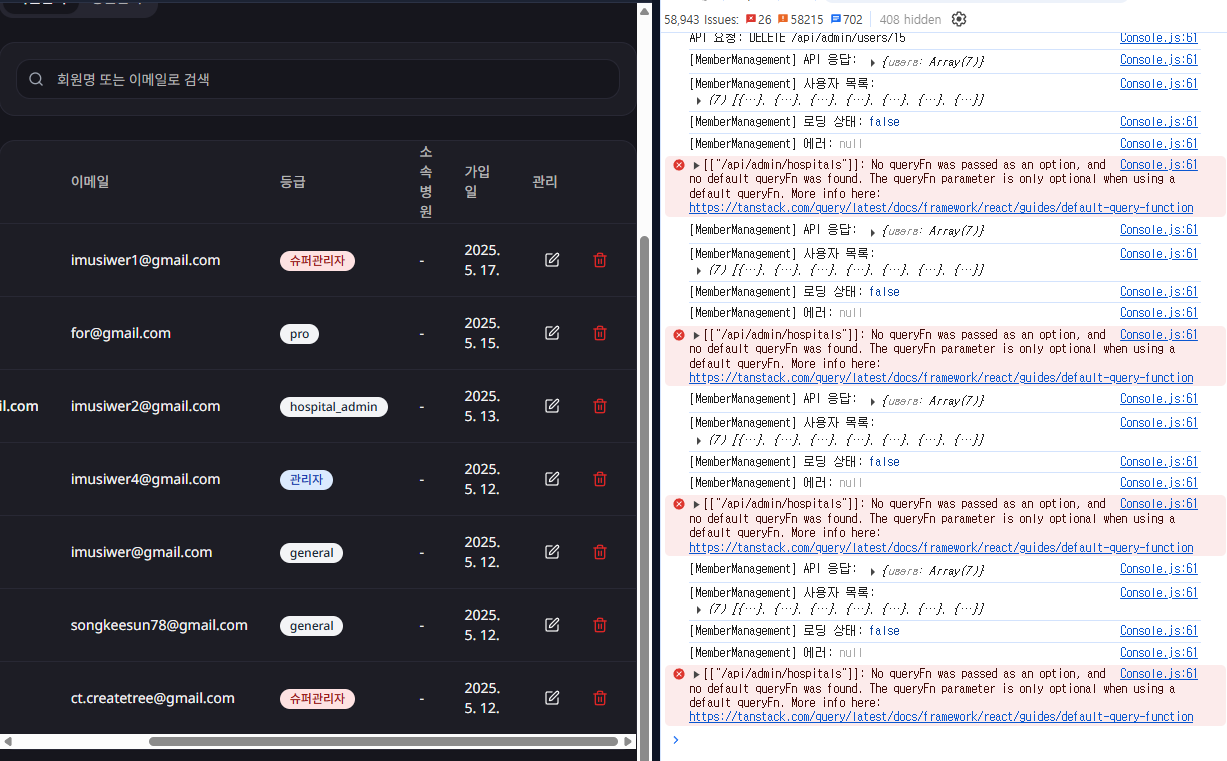 회원명 또는 이메일로 검색
이메일
등급
소
속
병
원
가입
일
관리
imusiwer1@gmail.com
슈퍼관리자
-
2025.
5. 17.
for@gmail.com
pro
-
2025.
5. 15.
il.com
imusiwer2@gmail.com
hospital_admin
-
2025.
5. 13.
imusiwer4@gmail.com
관리자
-
2025.
5. 12.
imusiwer@gmail.com
general
-
2025.
5. 12.
songkeesun78@gmail.com
general
-
2025.
5. 12.
ct.createtree@gmail.com
슈퍼관리자
-
2025.
5. 12.
58,943 Issues: 26 58215 702 408 hidden
API 요청: DELETE /api/admin/users/15 Console.js:61
[MemberManagement] API 응답: ▶ {users: Array(7)} Console.js:61
[MemberManagement] 사용자 목록: Console.js:61
▶ (7) [{…}, {…}, {…}, {…}, {…}, {…}, {…}]
[MemberManagement] 로딩 상태: false Console.js:61
[MemberManagement] 에러: null Console.js:61
▶[["/api/admin/hospitals"]]: No queryFn was passed as an option, and Console.js:61
no default queryFn was found. The queryFn parameter is only optional when using a
default queryFn. More info here:
https://tanstack.com/query/latest/docs/framework/react/guides/default-query-function
[MemberManagement] API 응답: ▶ {users: Array(7)} Console.js:61
[MemberManagement] 사용자 목록: Console.js:61
▶ (7) [{…}, {…}, {…}, {…}, {…}, {…}, {…}]
[MemberManagement] 로딩 상태: false Console.js:61
[MemberManagement] 에러: null Console.js:61
▶[["/api/admin/hospitals"]]: No queryFn was passed as an option, and Console.js:61
no default queryFn was found. The queryFn parameter is only optional when using a
default queryFn. More info here:
https://tanstack.com/query/latest/docs/framework/react/guides/default-query-function
[MemberManagement] API 응답: ▶ {users: Array(7)} Console.js:61
[MemberManagement] 사용자 목록: Console.js:61
▶ (7) [{…}, {…}, {…}, {…}, {…}, {…}, {…}]
[MemberManagement] 로딩 상태: false Console.js:61
[MemberManagement] 에러: null Console.js:61
▶[["/api/admin/hospitals"]]: No queryFn was passed as an option, and Console.js:61
no default queryFn was found. The queryFn parameter is only optional when using a
default queryFn. More info here:
https://tanstack.com/query/latest/docs/framework/react/guides/default-query-function
[MemberManagement] API 응답: ▶ {users: Array(7)} Console.js:61
[MemberManagement] 사용자 목록: Console.js:61
▶ (7) [{…}, {…}, {…}, {…}, {…}, {…}, {…}]
[MemberManagement] 로딩 상태: false Console.js:61
[MemberManagement] 에러: null Console.js:61
▶[["/api/admin/hospitals"]]: No queryFn was passed as an option, and Console.js:61
no default queryFn was found. The queryFn parameter is only optional when using a
default queryFn. More info here:
https://tanstack.com/query/latest/docs/framework/react/guides/default-query-function